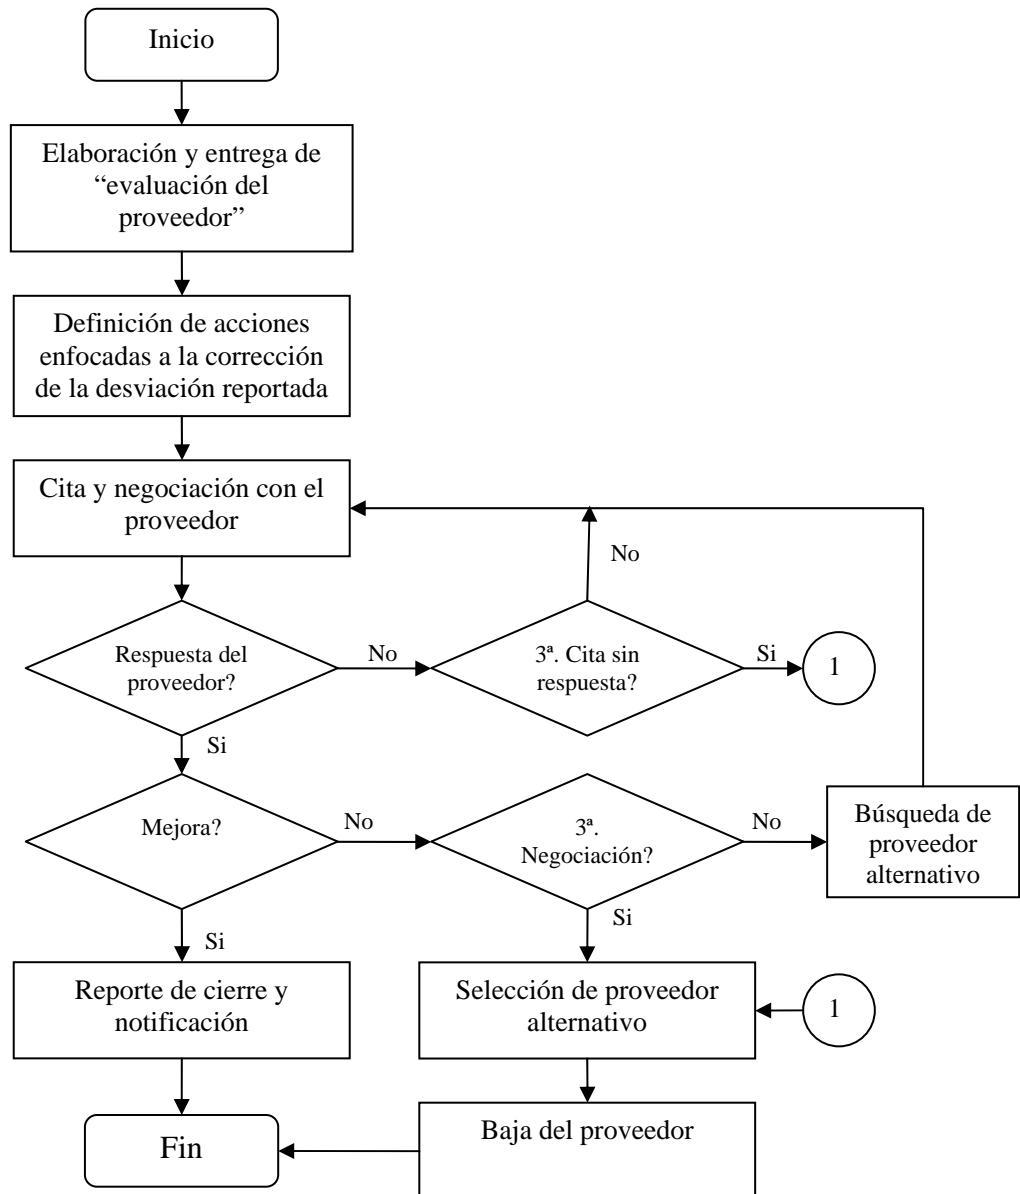 Inicio
Elaboración y entrega de
“evaluación del
proveedor”
Definición de acciones
enfocadas a la corrección
de la desviación reportada
Cita y negociación con el
proveedor
No
Respuesta del
proveedor?
No
3ª. Cita sin
respuesta?
Si
1
Si
Mejora?
No
3ª.
Negociación?
No
Búsqueda de
proveedor
alternativo
Si
Si
Reporte de cierre y
notificación
Selección de proveedor
alternativo
1
Fin
Baja del proveedor